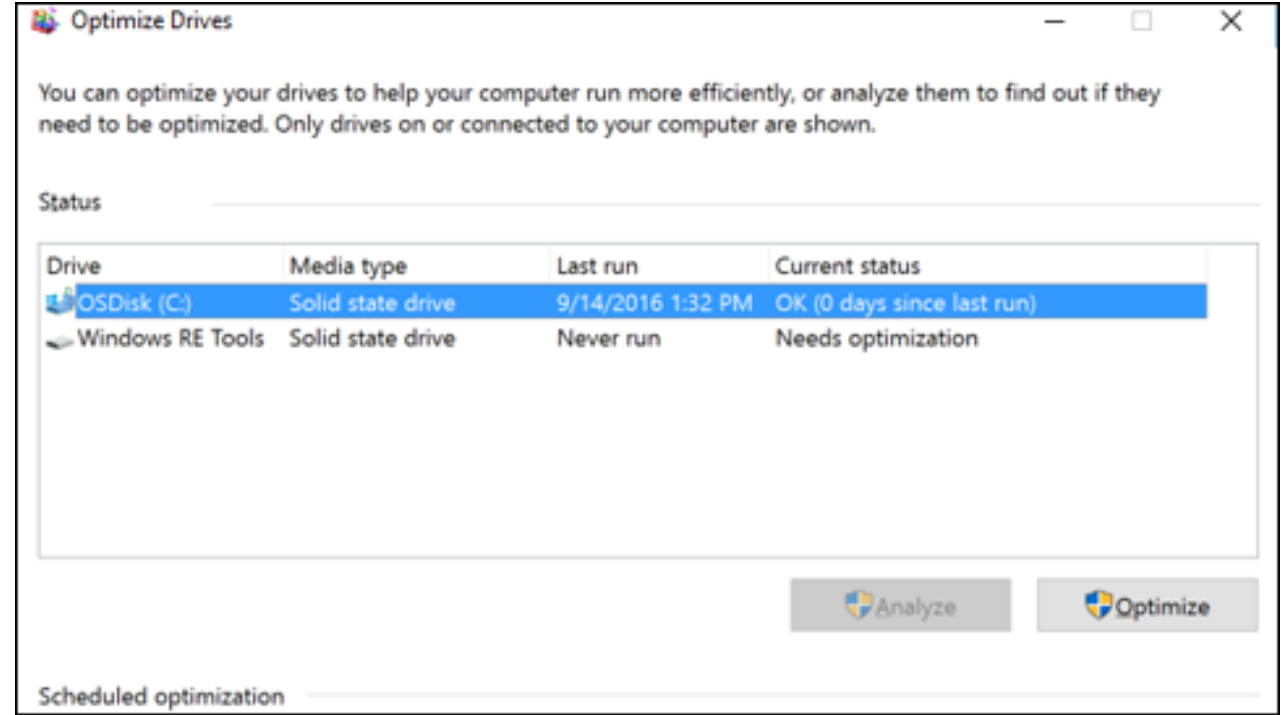 Optimize Drives
You can optimize your drives to help your computer run more efficiently, or analyze them to find out if they
need to be optimized. Only drives on or connected to your computer are shown.
Status
Drive Media type Last run Current status
OSDisk (C:) Solid state drive 9/14/2016 1:32 PM OK (0 days since last run)
Windows RE Tools Solid state drive Never run Needs optimization
Analyze Optimize
Scheduled optimization